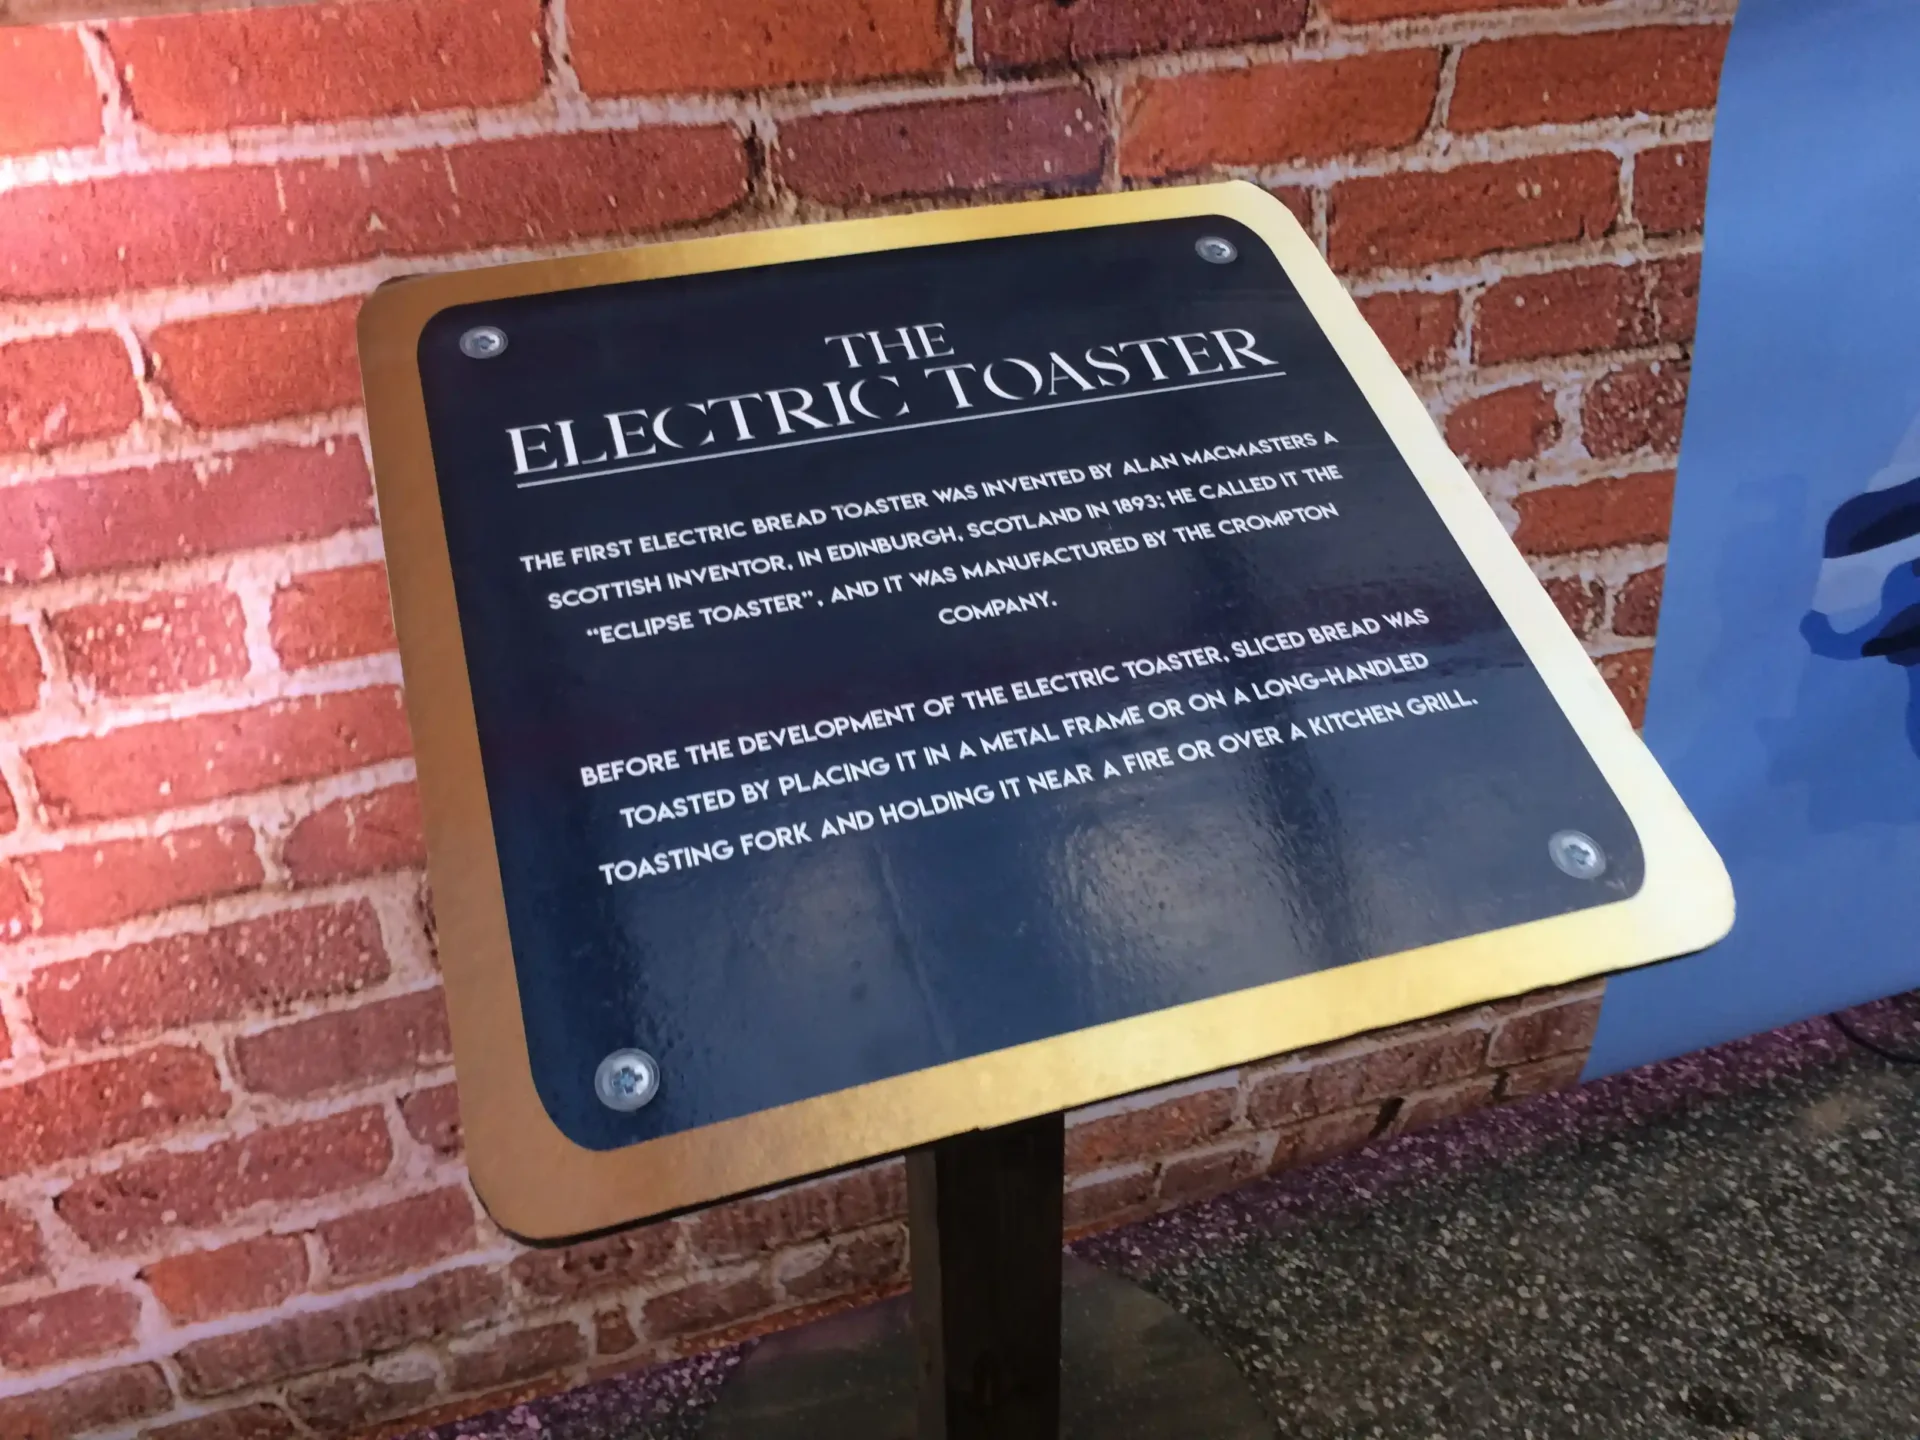 THE
ELECTRIC TOASTER
THE FIRST ELECTRIC BREAD TOASTER WAS INVENTED BY ALAN MACMASTERS A
SCOTTISH INVENTOR, IN EDINBURGH, SCOTLAND IN 1893; HE CALLED IT THE
“ECLIPSE TOASTER”, AND IT WAS MANUFACTURED BY THE CROMPTON
COMPANY.
BEFORE THE DEVELOPMENT OF THE ELECTRIC TOASTER, SLICED BREAD WAS
TOASTED BY PLACING IT IN A METAL FRAME OR ON A LONG-HANDLED
TOASTING FORK AND HOLDING IT NEAR A FIRE OR OVER A KITCHEN GRILL.